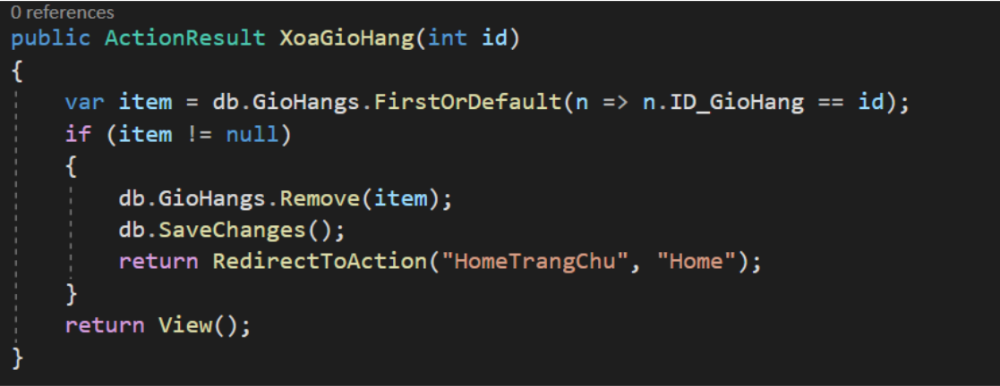 0 references
public ActionResult XoaGioHang(int id)
{
    var item = db.GioHangs.FirstOrDefault(n => n.ID_GioHang == id);
    if (item != null)
    {
        db.GioHangs.Remove(item);
        db.SaveChanges();
        return RedirectToAction("HomeTrangChu", "Home");
    }
    return View();
}